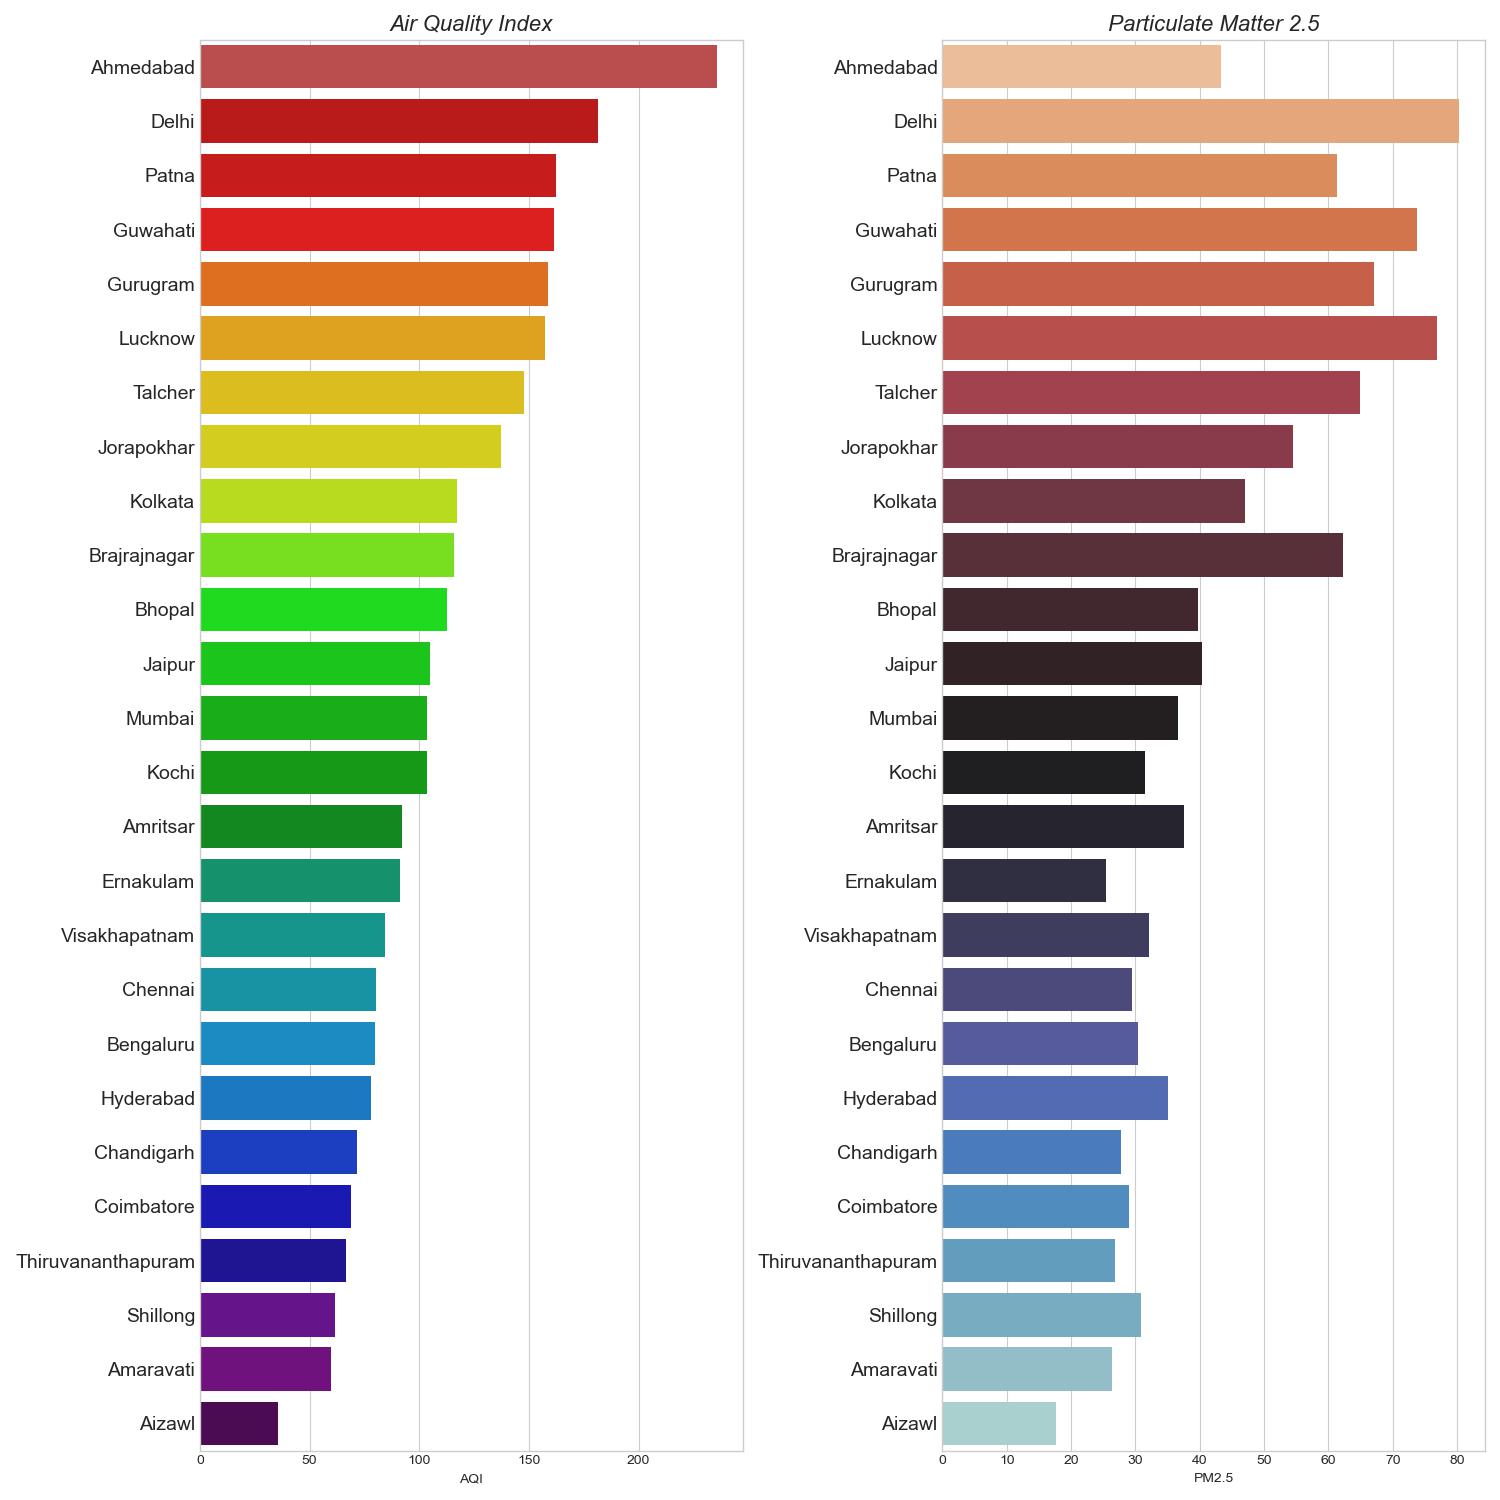 Air Quality Index
Ahmedabad
Delhi
Patna
Guwahati
Gurugram
Lucknow
Talcher
Jorapokhar
Kolkata
Brajrajnagar
Bhopal
Jaipur
Mumbai
Kochi
Amritsar
Ernakulam
Visakhapatnam
Chennai
Bengaluru
Hyderabad
Chandigarh
Coimbatore
Thiruvananthapuram
Shillong
Amaravati
Aizawl
0 50 100 150 200
AQI
Particulate Matter 2.5
Ahmedabad
Delhi
Patna
Guwahati
Gurugram
Lucknow
Talcher
Jorapokhar
Kolkata
Brajrajnagar
Bhopal
Jaipur
Mumbai
Kochi
Amritsar
Ernakulam
Visakhapatnam
Chennai
Bengaluru
Hyderabad
Chandigarh
Coimbatore
Thiruvananthapuram
Shillong
Amaravati
Aizawl
0 10 20 30 40 50 60 70 80
PM2.5